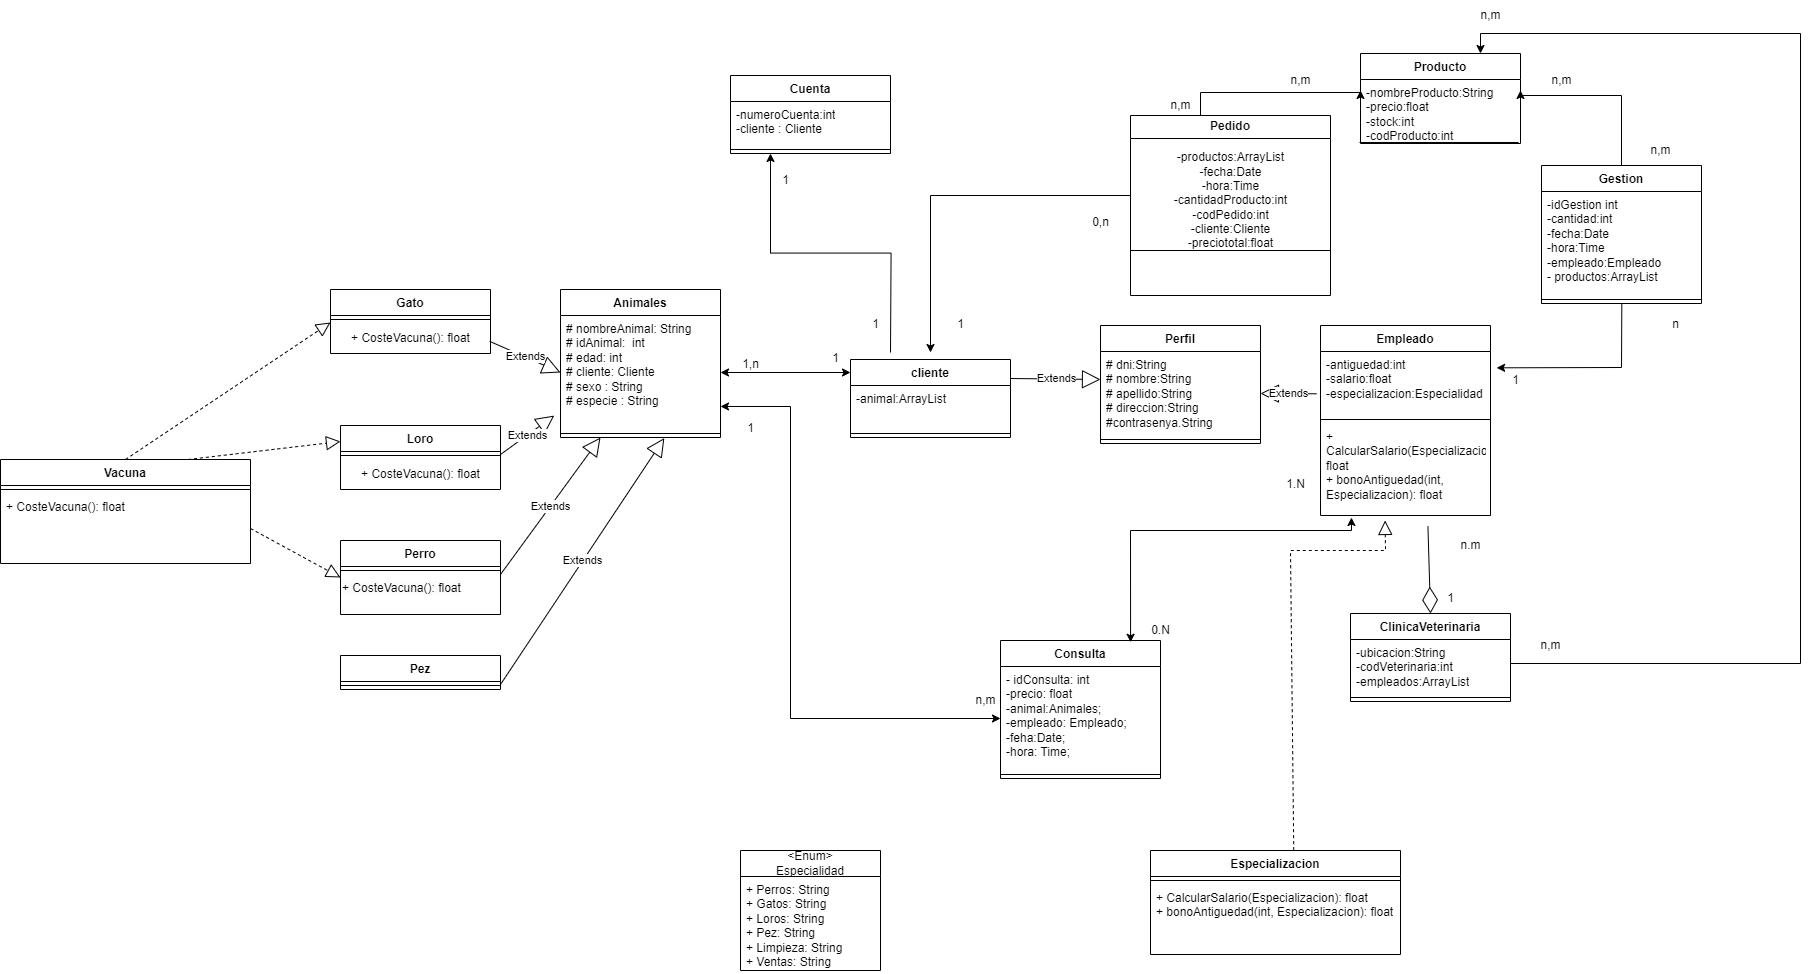 n,m
Producto
-nombreProducto:String
-precio:float
-stock:int
-codProducto:int
n,m
n,m
n,m
Cuenta
-numeroCuenta:int
-cliente : Cliente
1
Pedido
-productos:ArrayList
-fecha:Date
-hora:Time
-cantidadProducto:int
-codPedido:int
-cliente:Cliente
-preciototal:float
0,n
n,m
Gestion
-idGestion int
-cantidad:int
-fecha:Date
-hora:Time
-empleado:Empleado
- productos:ArrayList
n
1
Gato
+ CosteVacuna(): float
Extends
Animales
# nombreAnimal: String
# idAnimal:  int
# edad: int
# cliente: Cliente
# sexo : String
# especie : String
1,n
1
1
1
cliente
-animal:ArrayList
Extends
Perfil
# dni:String
# nombre:String
# apellido:String
# direccion:String
#contrasenya.String
Extends
Empleado
-antiguedad:int
-salario:float
-especializacion:Especialidad
+
CalcularSalario(Especializacic
float
+ bonoAntiguedad(int,
Especializacion): float
1
Loro
+ CosteVacuna(): float
Extends
Vacuna
+ CosteVacuna(): float
Perro
+ CosteVacuna(): float
Extends
Pez
Extends
1.N
n.m
1
ClinicaVeterinaria
-ubicacion:String
-codVeterinaria:int
-empleados:ArrayList
n,m
0.N
n,m
Consulta
- idConsulta: int
-precio: float
-animal:Animales;
-empleado: Empleado;
-feha:Date;
-hora: Time;
<Enum>
Especialidad
+ Perros: String
+ Gatos: String
+ Loros: String
+ Pez: String
+ Limpieza: String
+ Ventas: String
Especializacion
+ CalcularSalario(Especializacion): float
+ bonoAntiguedad(int, Especializacion): float